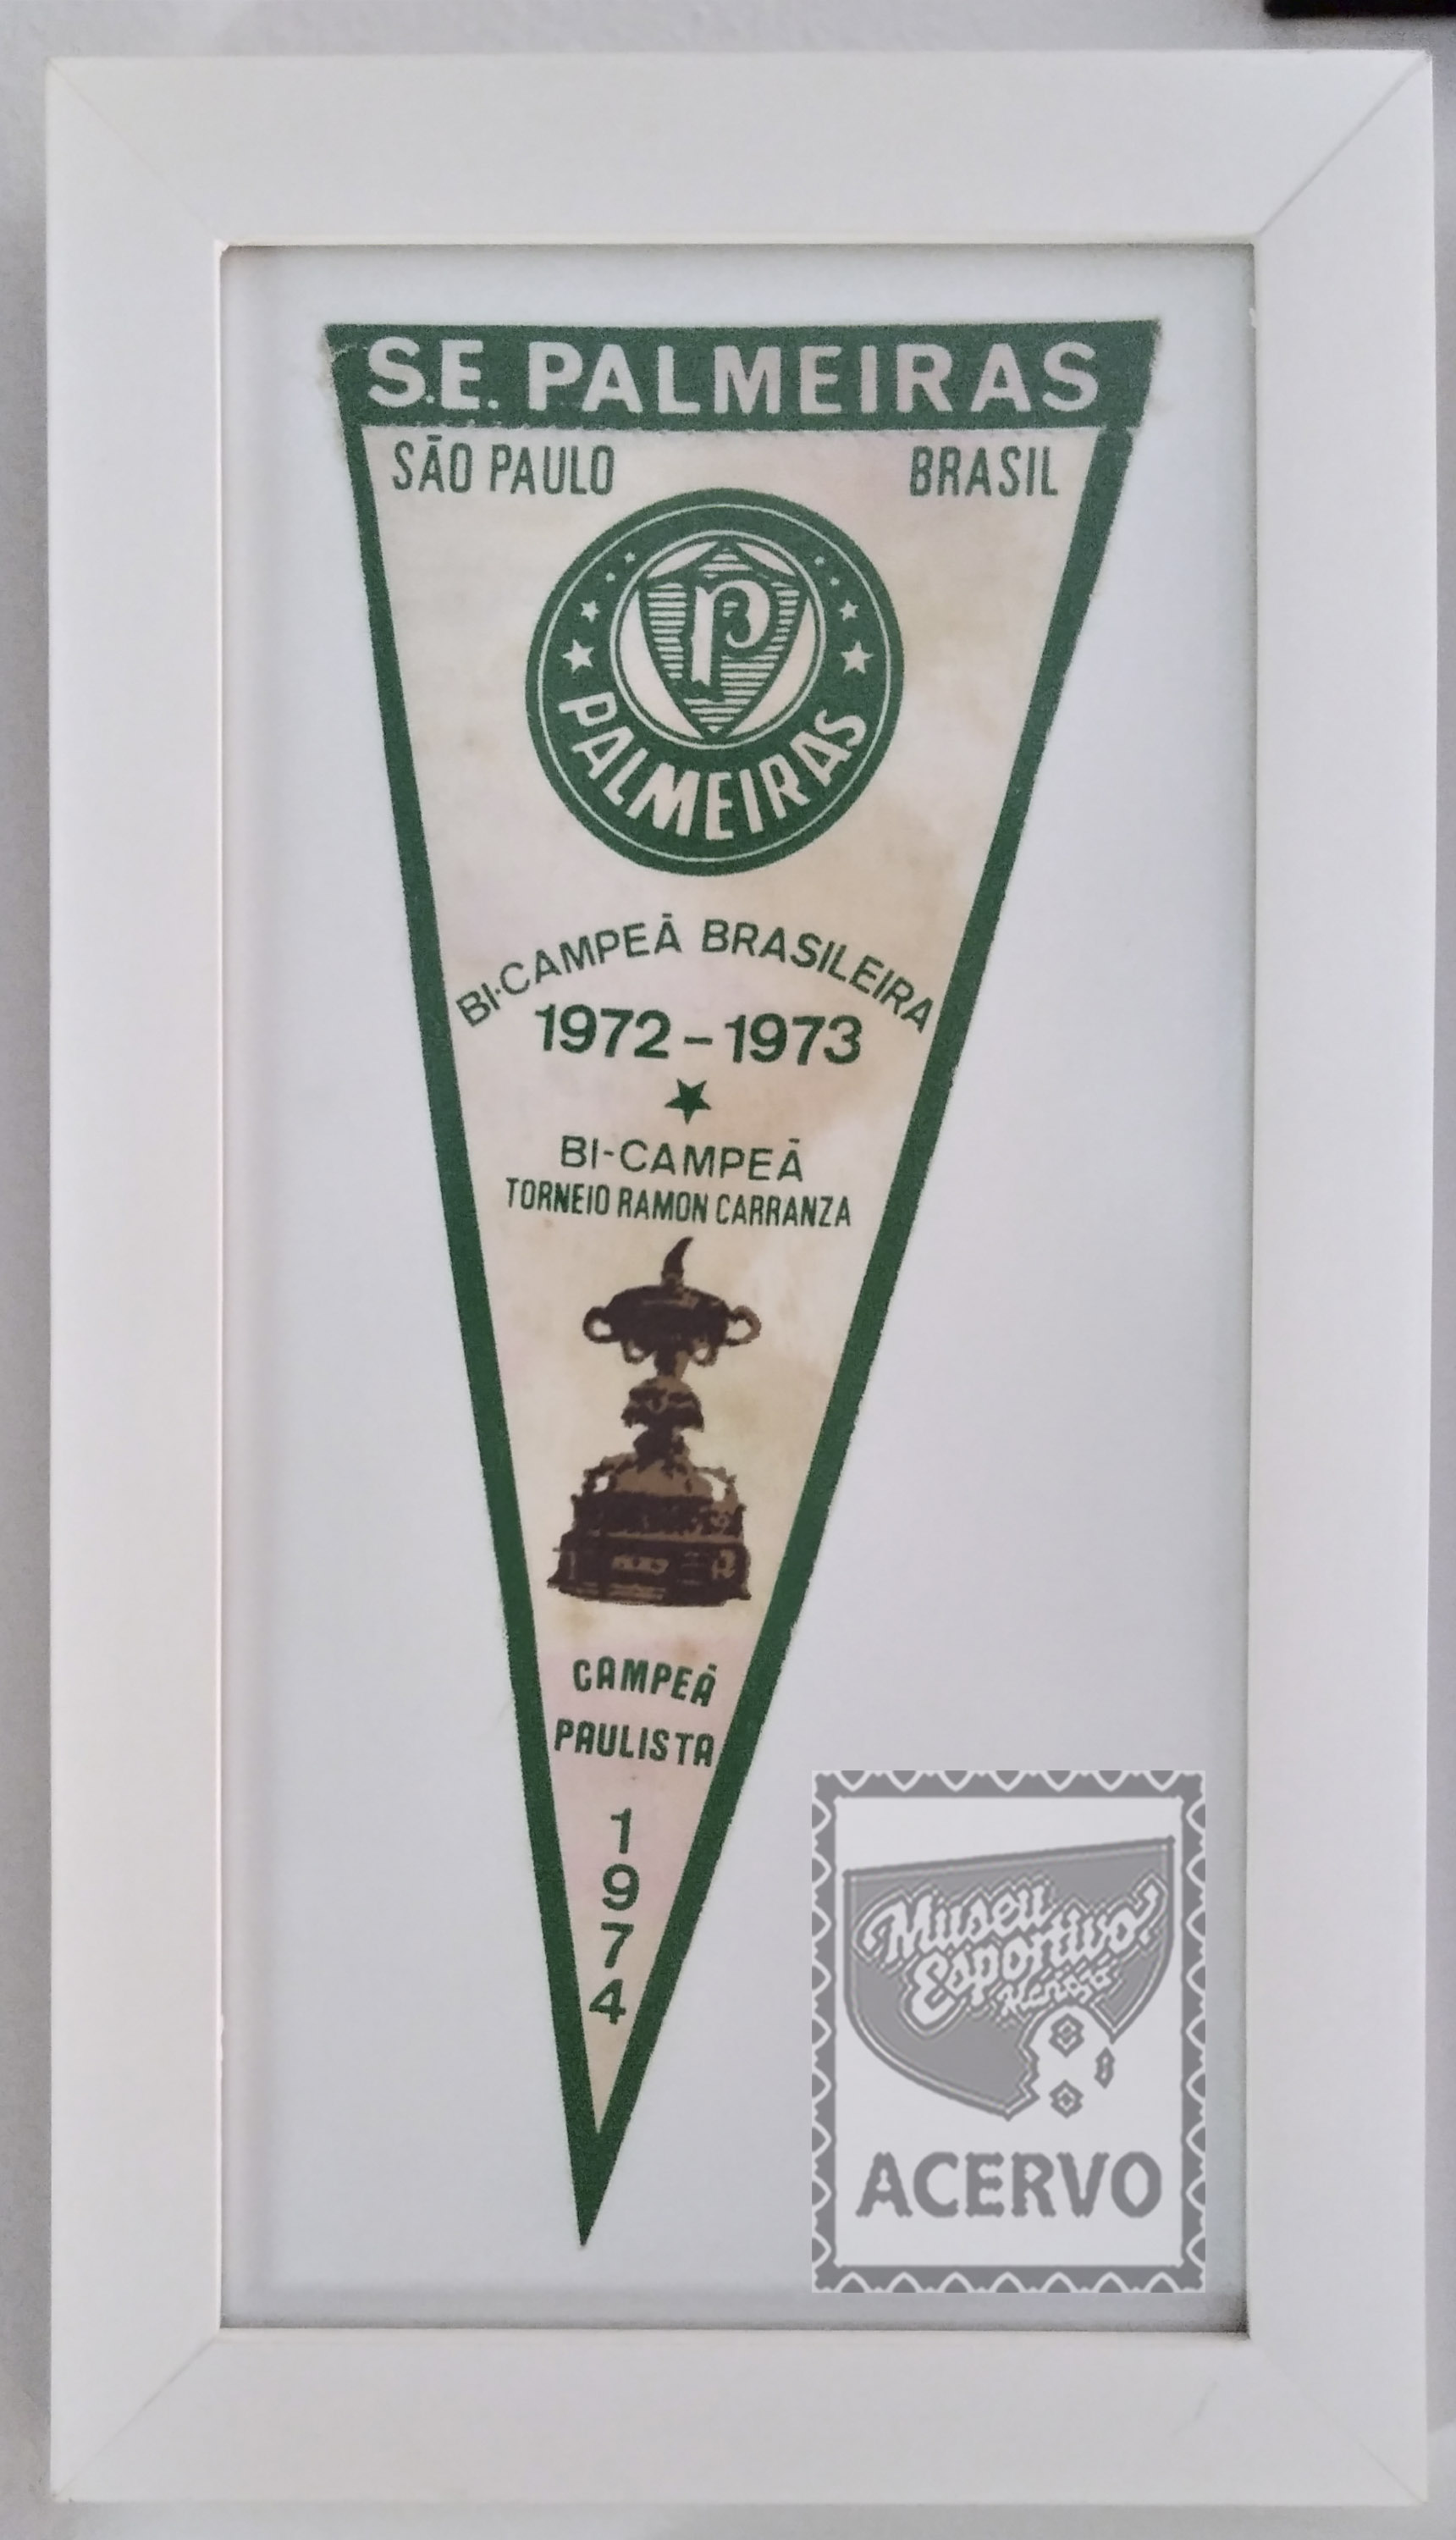 S.E. PALMEIRAS
SÃO PAULO BRASIL
P
PALMEIRAS
BI-CAMPEÃ BRASILEIRA
1972-1973
BI-CAMPEÃ
TORNEIO RAMON CARRANZA
CAMPEÃ
PAULISTA
1
9
7
4
Museu
Esportivo
ACERVO